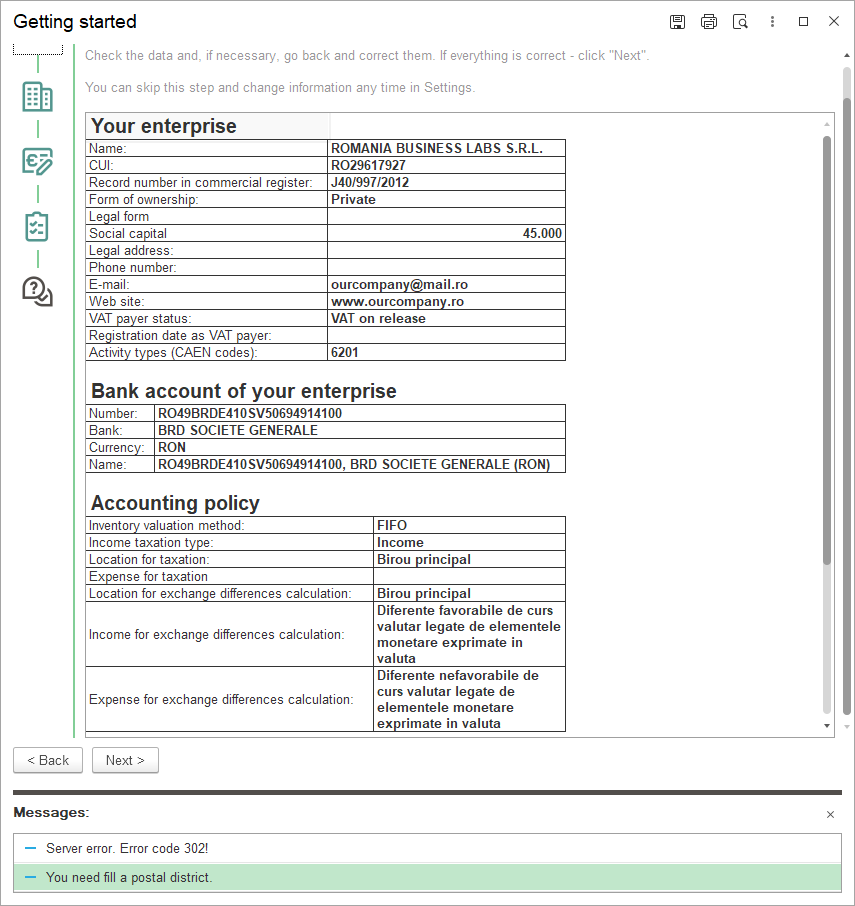 Getting started
Check the data and, if necessary, go back and correct them. If everything is correct - click "Next".
You can skip this step and change information any time in Settings.
Your enterprise
Name: ROMANIA BUSINESS LABS S.R.L.
CUI: RO29617927
Record number in commercial register: J40/997/2012
Form of ownership: Private
Legal form
Social capital 45.000
Legal address:
Phone number:
E-mail: ourcompany@mail.ro
Web site: www.ourcompany.ro
VAT payer status: VAT on release
Registration date as VAT payer:
Activity types (CAEN codes): 6201
Bank account of your enterprise
Number: RO49BRDE410SV50694914100
Bank: BRD SOCIETE GENERALE
Currency: RON
Name: RO49BRDE410SV50694914100, BRD SOCIETE GENERALE (RON)
Accounting policy
Inventory valuation method: FIFO
Income taxation type: Income
Location for taxation: Birou principal
Expense for taxation
Location for exchange differences calculation: Birou principal
Income for exchange differences calculation:
Diferente favorabile de curs
valutar legate de elementele
monetare exprimate in
valuta
Expense for exchange differences calculation:
Diferente nefavorabile de
curs valutar legate de
elementele monetare
exprimate in valuta
< Back
Next >
Messages:
Server error. Error code 302!
You need fill a postal district.